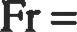 Fr =